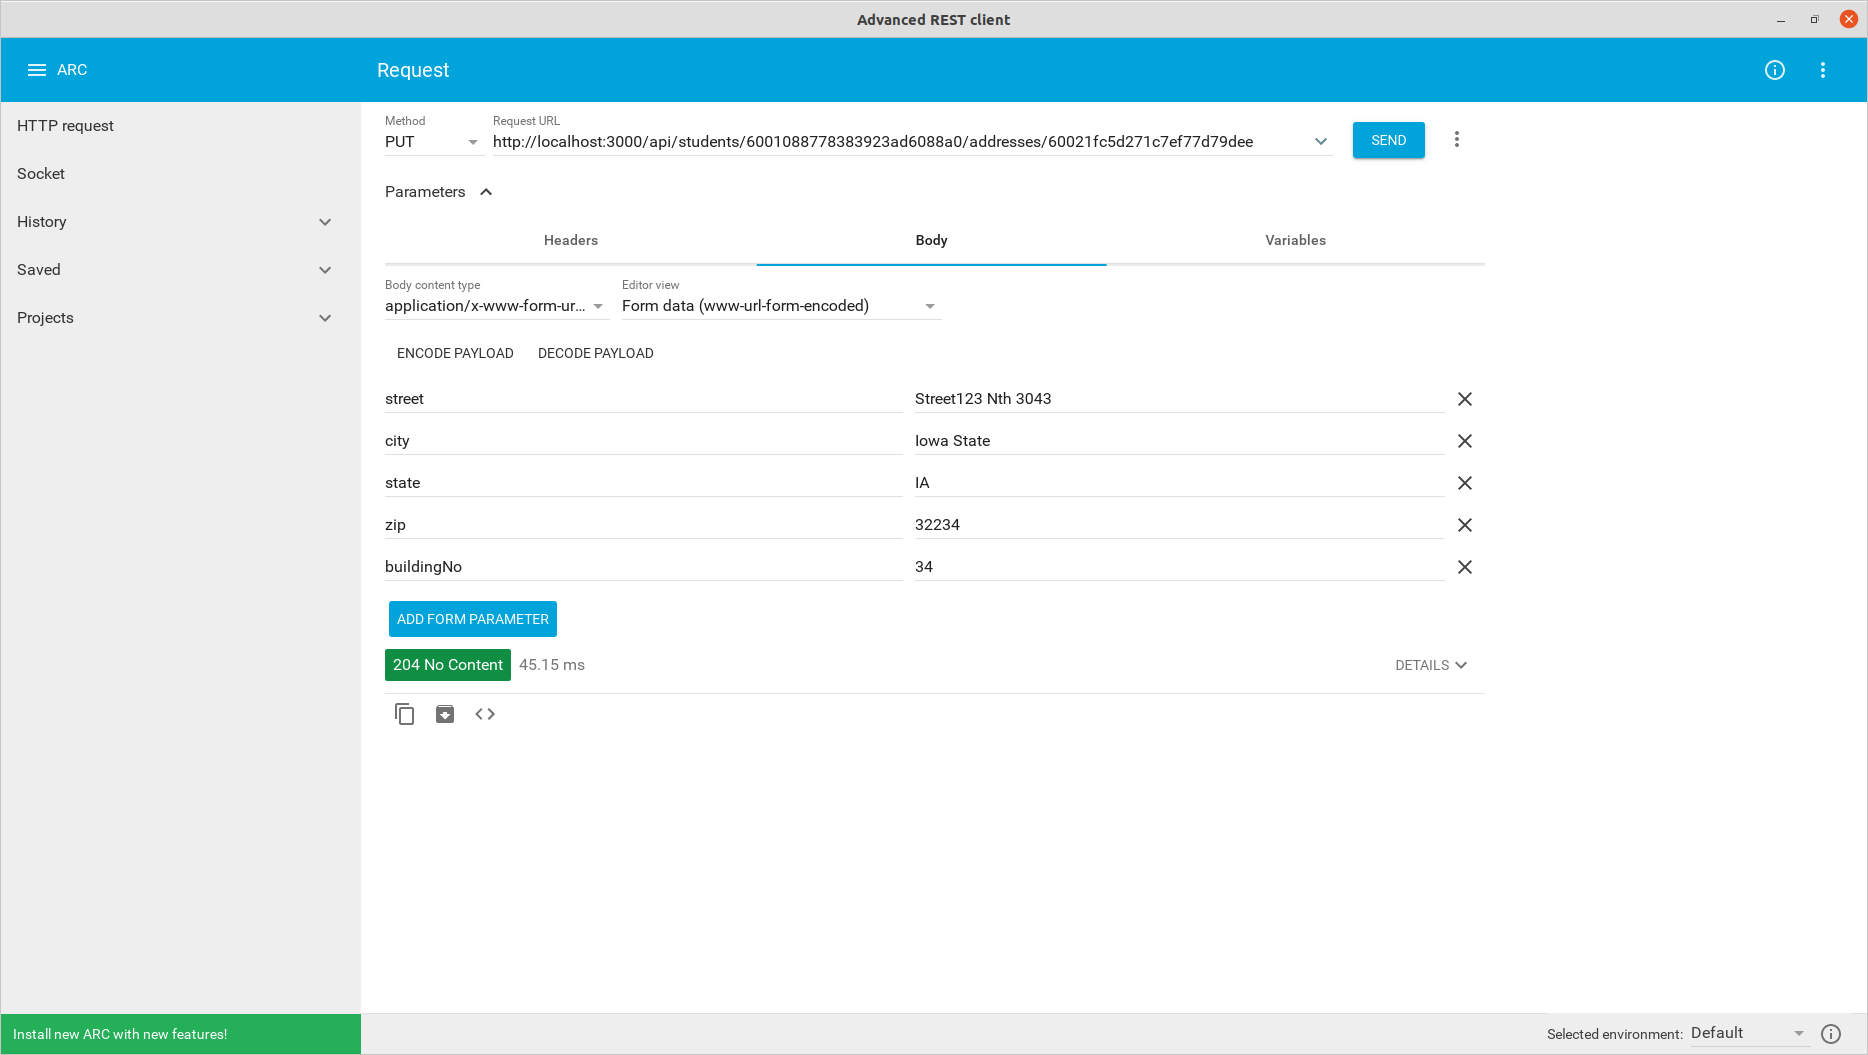 Advanced REST client
ARC
Request
HTTP request
Socket
History
Saved
Projects
Method
PUT
Request URL
http://localhost:3000/api/students/6001088778383923ad6088a0/addresses/60021fc5d271c7ef77d79dee
SEND
Parameters
Headers
Body
Variables
Body content type
application/x-www-form-ur...
Editor view
Form data (www-url-form-encoded)
ENCODE PAYLOAD
DECODE PAYLOAD
street
Street123 Nth 3043
city
Iowa State
state
IA
zip
32234
buildingNo
34
ADD FORM PARAMETER
204 No Content
45.15 ms
DETAILS
Install new ARC with new features!
Selected environment:
Default